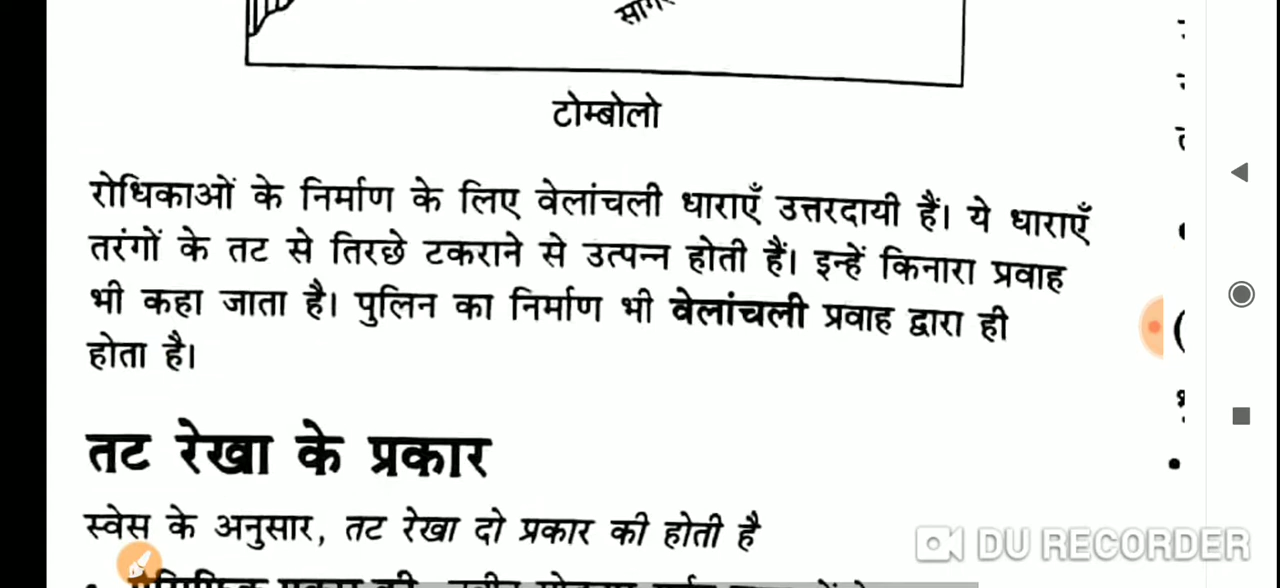 टोम्बोलो
रोधिकाओं के निर्माण के लिए वेलांचली धाराएँ उत्तरदायी हैं। ये धाराएँ
तरंगों के तट से तिरछे टकराने से उत्पन्न होती हैं। इन्हें किनारा प्रवाह
भी कहा जाता है। पुलिन का निर्माण भी वेलांचली प्रवाह द्वारा ही
होता है।
तट रेखा के प्रकार
स्वेस के अनुसार, तट रेखा दो प्रकार की होती है
DU RECORDER